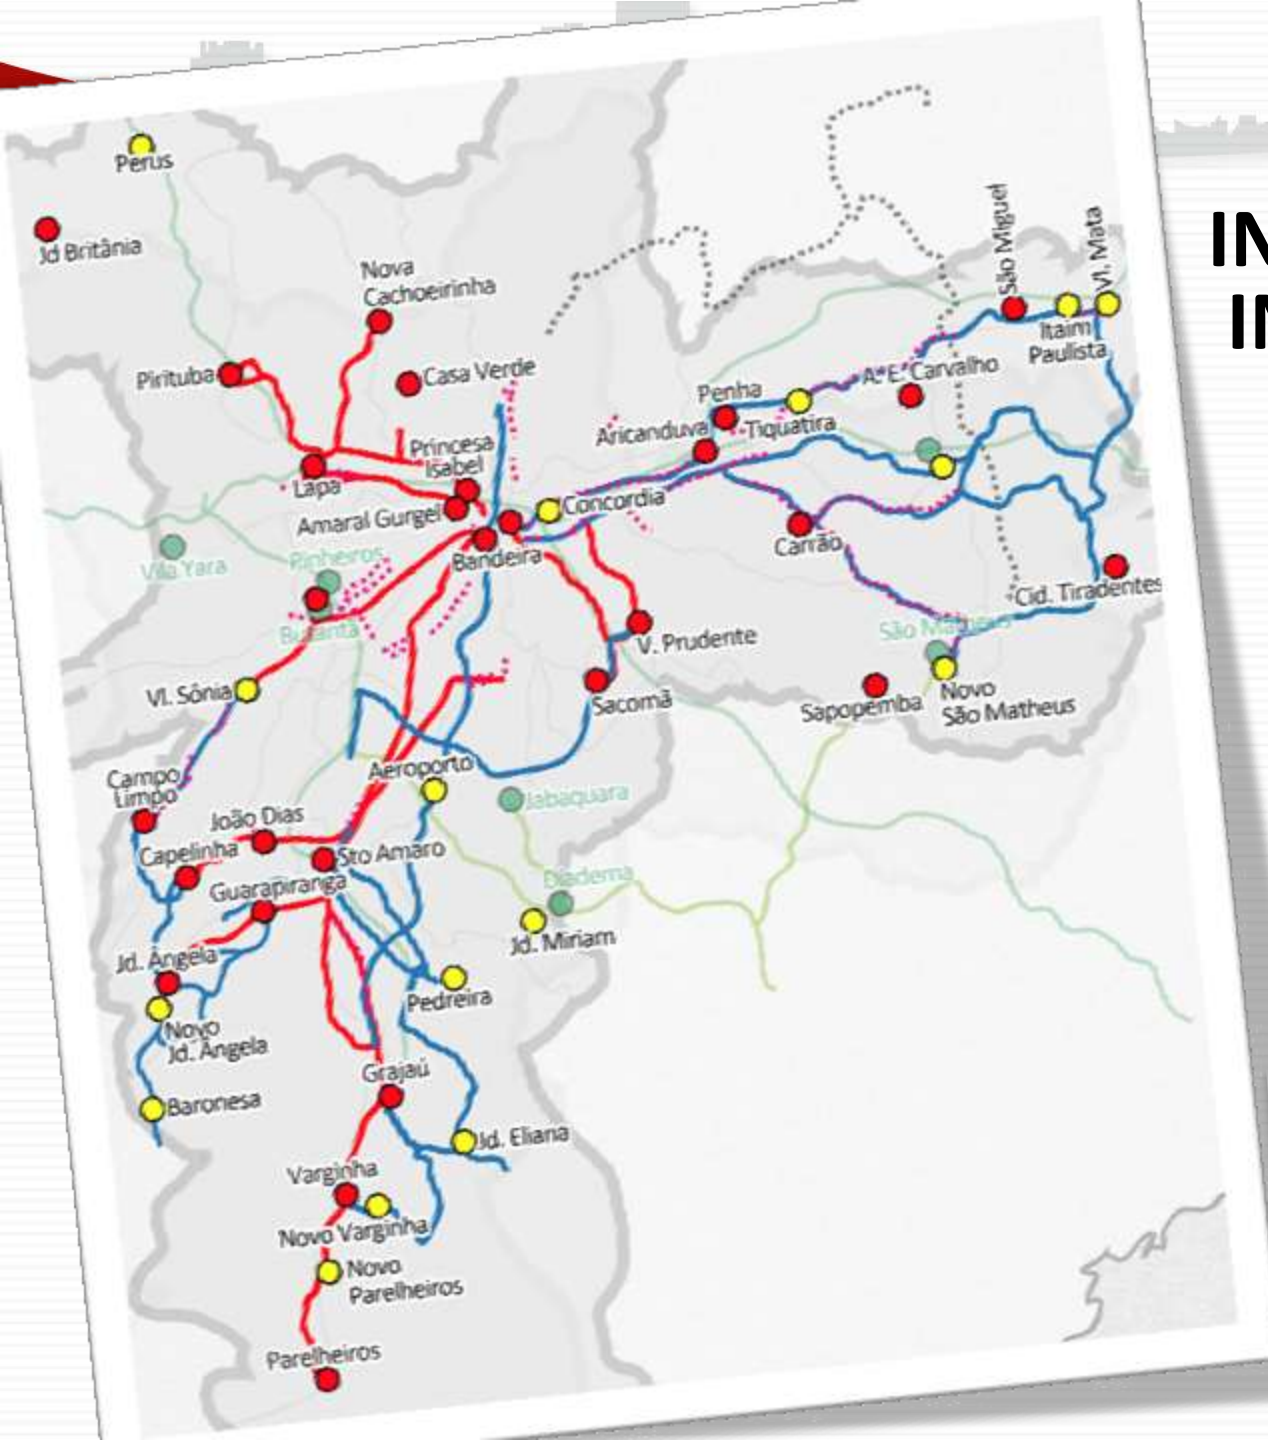 IN
IN
Perus
Jd Britânia
Nova
Cachoeirinha
Pirituba
Casa Verde
São Miguel
Vl. Mata
Itaim
Paulista
A. E. Carvalho
Penha
Aricanduva
Tiquatira
Princesa
Isabel
Lapa
Amaral Gurgel
Concordia
Bandeira
Carrão
Vila Yara
Pinheiros
Butantã
Cid. Tiradentes
São Matheus
V. Prudente
Vl. Sônia
Sacomã
Sapopemba
Novo
São Matheus
Campo
Limpo
Aeroporto
Jabaquara
João Dias
Capelinha
Sto Amaro
Guarapiranga
Diadema
Jd. Miriam
Jd. Ângela
Pedreira
Novo
Jd. Ângela
Grajaú
Baronesa
Jd. Eliana
Varginha
Novo Varginha
Novo
Parelheiros
Parelheiros